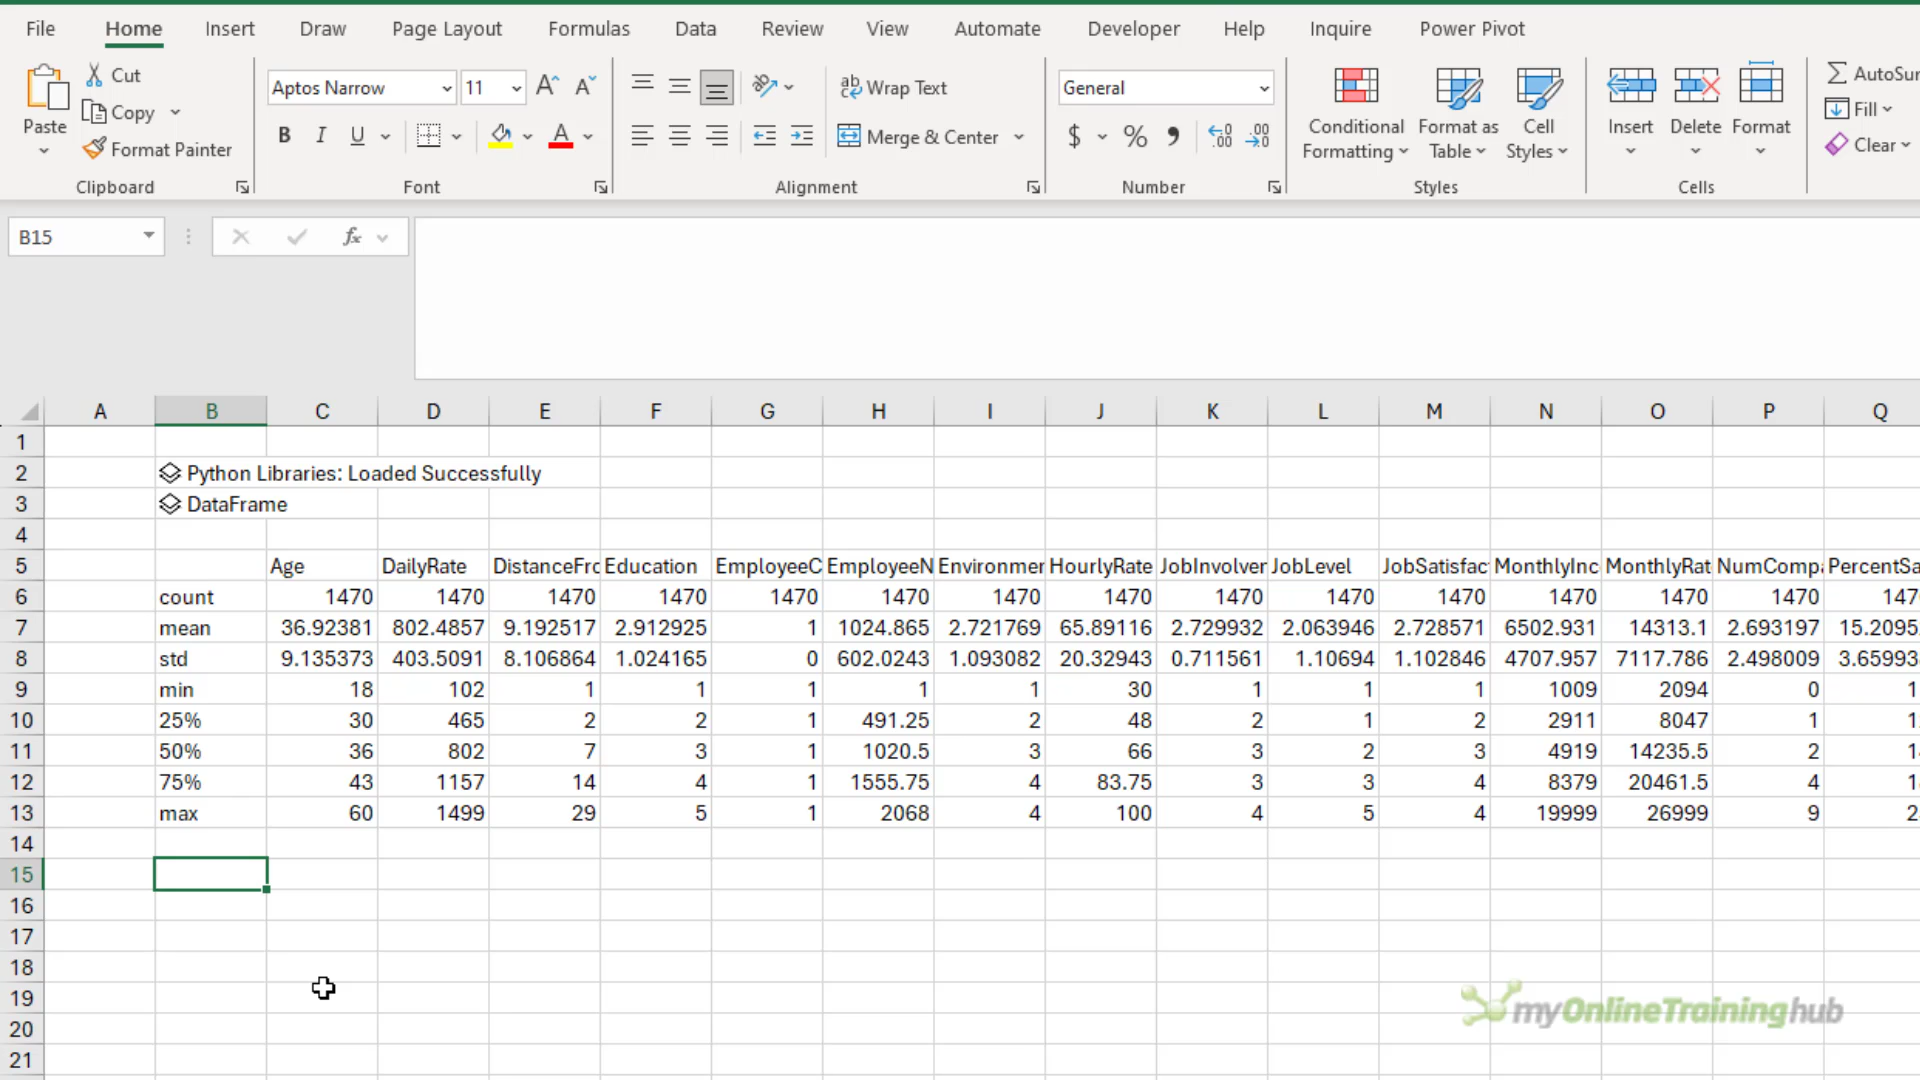 File Home Insert Draw Page Layout Formulas Data Review View Automate Developer Help Inquire Power Pivot
Paste
Cut
Copy
Format Painter
Clipboard
Aptos Narrow 11
B I U
Font
Wrap Text
Merge & Center
Alignment
General
$ % ,
Number
Conditional Formatting
Format as Table
Cell Styles
Styles
Insert Delete Format
Cells
Fill
Clear
B15
fx
A B C D E F G H I J K L M N O P Q
1
2 Python Libraries: Loaded Successfully
3 DataFrame
4
5 Age DailyRate DistanceFrc Education EmployeeC EmployeeN Environmer HourlyRate JobInvolver JobLevel JobSatisfac MonthlyInc MonthlyRat NumCompa PercentSa
6 count 1470 1470 1470 1470 1470 1470 1470 1470 1470 1470 1470 1470 1470 1470 147
7 mean 36.92381 802.4857 9.192517 2.912925 1 1024.865 2.721769 65.89116 2.729932 2.063946 2.728571 6502.931 14313.1 2.693197 15.2095
8 std 9.135373 403.5091 8.106864 1.024165 0 602.0243 1.093082 20.32943 0.711561 1.10694 1.102846 4707.957 7117.786 2.498009 3.65993
9 min 18 102 1 1 1 1 1 30 1 1 1 1009 2094 0 1
10 25% 30 465 2 2 1 491.25 2 48 2 1 2 2911 8047 1 1
11 50% 36 802 7 3 1 1020.5 3 66 3 2 3 4919 14235.5 2 1
12 75% 43 1157 14 4 1 1555.75 4 83.75 3 3 4 8379 20461.5 4 1
13 max 60 1499 29 5 1 2068 4 100 4 5 4 19999 26999 9 2
14
15
16
17
18
19
20
21
myOnlineTraininghub